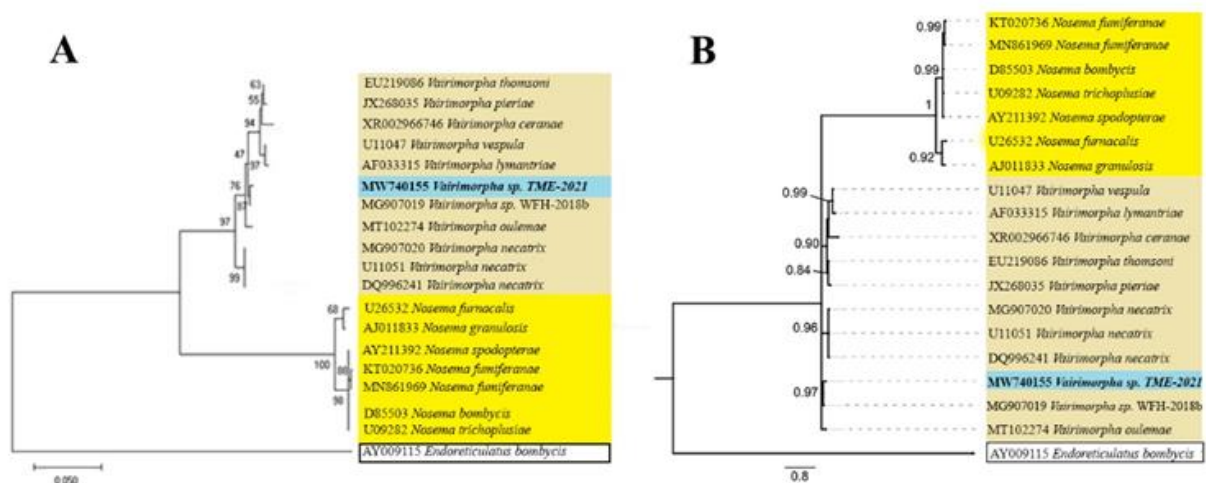 A
63
55
94
47
97
76
87
97
99
EU219086 Vairimorpha thomsoni
JX268035 Vairimorpha pieriae
XR002966746 Vairimorpha ceranae
U11047 Vairimorpha vespula
AF033315 Vairimorpha lymantriae
MW740155 Vairimorpha sp. TME-2021
MG907019 Vairimorpha sp. WFH-2018b
MT102274 Vairimorpha oulemae
MG907020 Vairimorpha necatrix
U11051 Vairimorpha necatrix
DQ996241 Vairimorpha necatrix
68
100
86
98
U26532 Nosema furnacalis
AJ011833 Nosema granulosis
AY211392 Nosema spodopterae
KT020736 Nosema fumiferanae
MN861969 Nosema fumiferanae
D85503 Nosema bombycis
U09282 Nosema trichoplusiae
AY009115 Endoreticulatus bombycis
0.050
B
0.99
0.99
1
0.92
0.99
0.90
0.84
0.96
0.97
KT020736 Nosema fumiferanae
MN861969 Nosema fumiferanae
D85503 Nosema bombycis
U09282 Nosema trichoplusiae
AY211392 Nosema spodopterae
U26532 Nosema furnacalis
AJ011833 Nosema granulosis
U11047 Vairimorpha vespula
AF033315 Vairimorpha lymantriae
XR002966746 Vairimorpha ceranae
EU219086 Vairimorpha thomsoni
JX268035 Vairimorpha pieriae
MG907020 Vairimorpha necatrix
U11051 Vairimorpha necatrix
DQ996241 Vairimorpha necatrix
MW740155 Vairimorpha sp. TME-2021
MG907019 Vairimorpha sp. WFH-2018b
MT102274 Vairimorpha oulemae
AY009115 Endoreticulatus bombycis
0.8